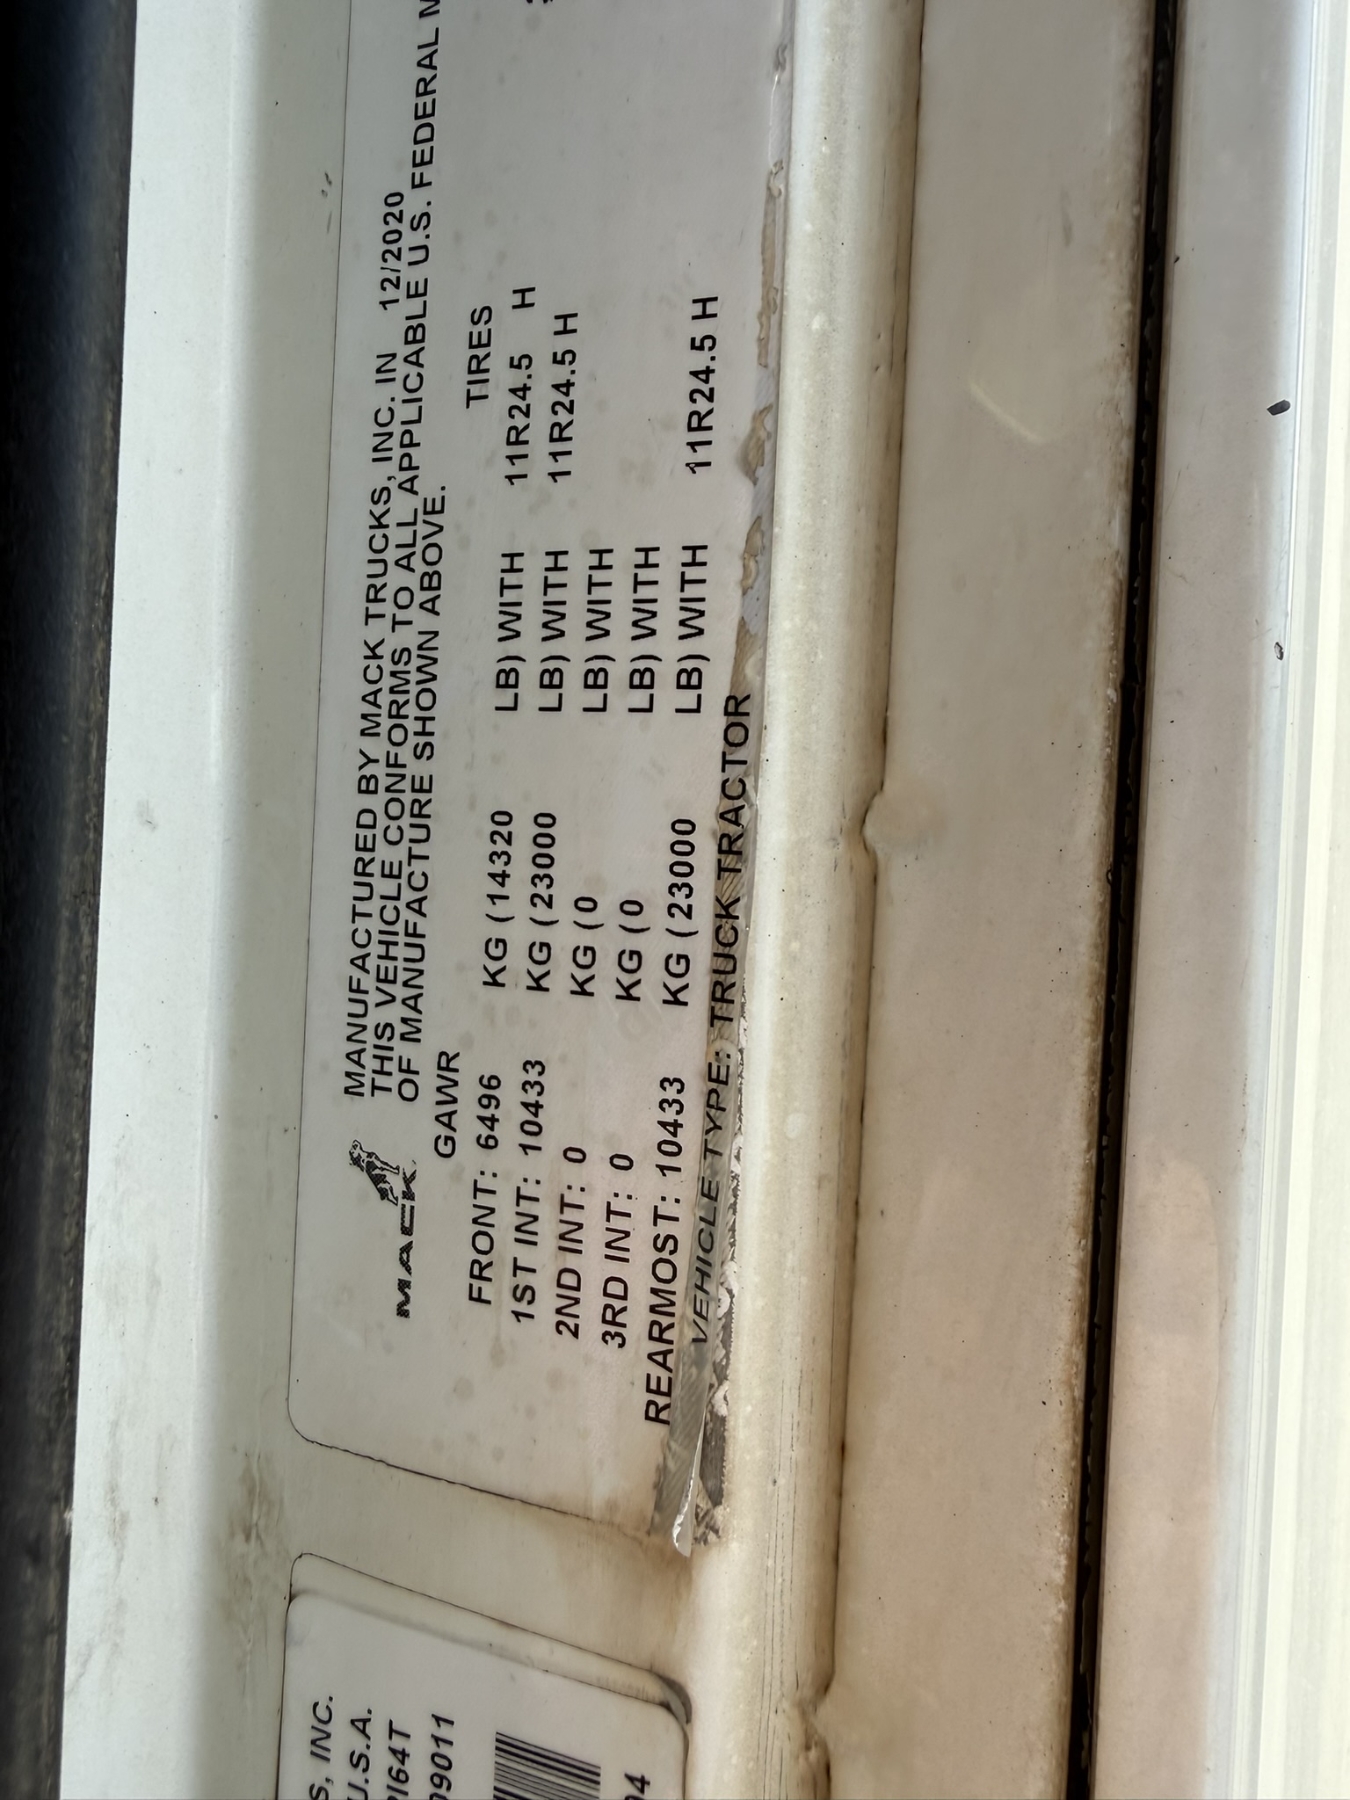 MACK
MANUFACTURED BY MACK TRUCKS, INC. IN 12/2020
THIS VEHICLE CONFORMS TO ALL APPLICABLE U.S. FEDERAL
OF MANUFACTURE SHOWN ABOVE.
GAWR TIRES
FRONT: 6496 KG (14320 LB) WITH 11R24.5 H
1ST INT: 10433 KG (23000 LB) WITH 11R24.5 H
2ND INT: 0 KG (0 LB) WITH
3RD INT: 0 KG (0 LB) WITH
REARMOST: 10433 KG (23000 LB) WITH 11R24.5 H
VEHICLE TYPE: TRUCK TRACTOR
S, INC.
U.S.A.
PI64T
09011
04